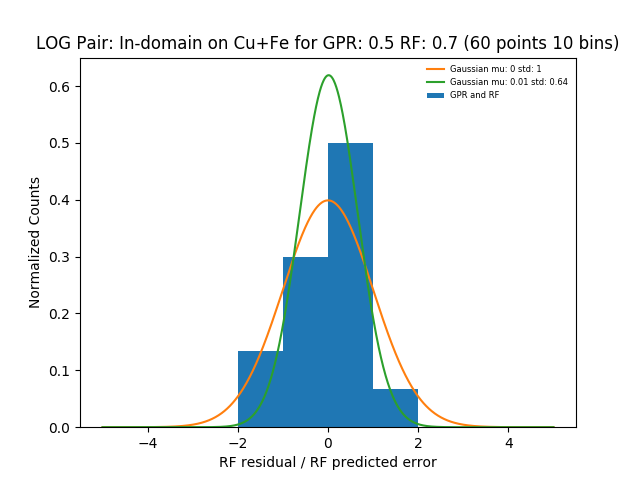 LOG Pair: In-domain on Cu+Fe for GPR: 0.5 RF: 0.7 (60 points 10 bins)
Gaussian mu: 0 std: 1
Gaussian mu: 0.01 std: 0.64
GPR and RF
Normalized Counts
0.6
0.5
0.4
0.3
0.2
0.1
0.0
−4
−2
0
2
4
RF residual / RF predicted error